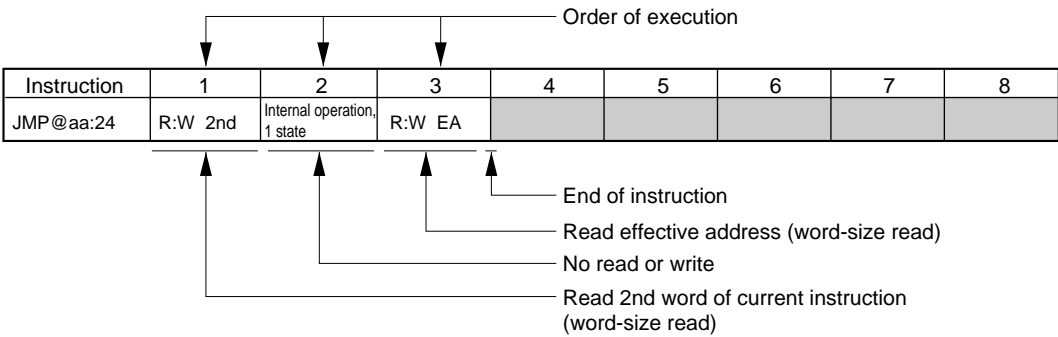 Order of execution
Instruction 1 2 3 4 5 6 7 8
JMP@aa:24 R:W 2nd Internal operation, 1 state R:W EA
End of instruction
Read effective address (word-size read)
No read or write
Read 2nd word of current instruction
(word-size read)